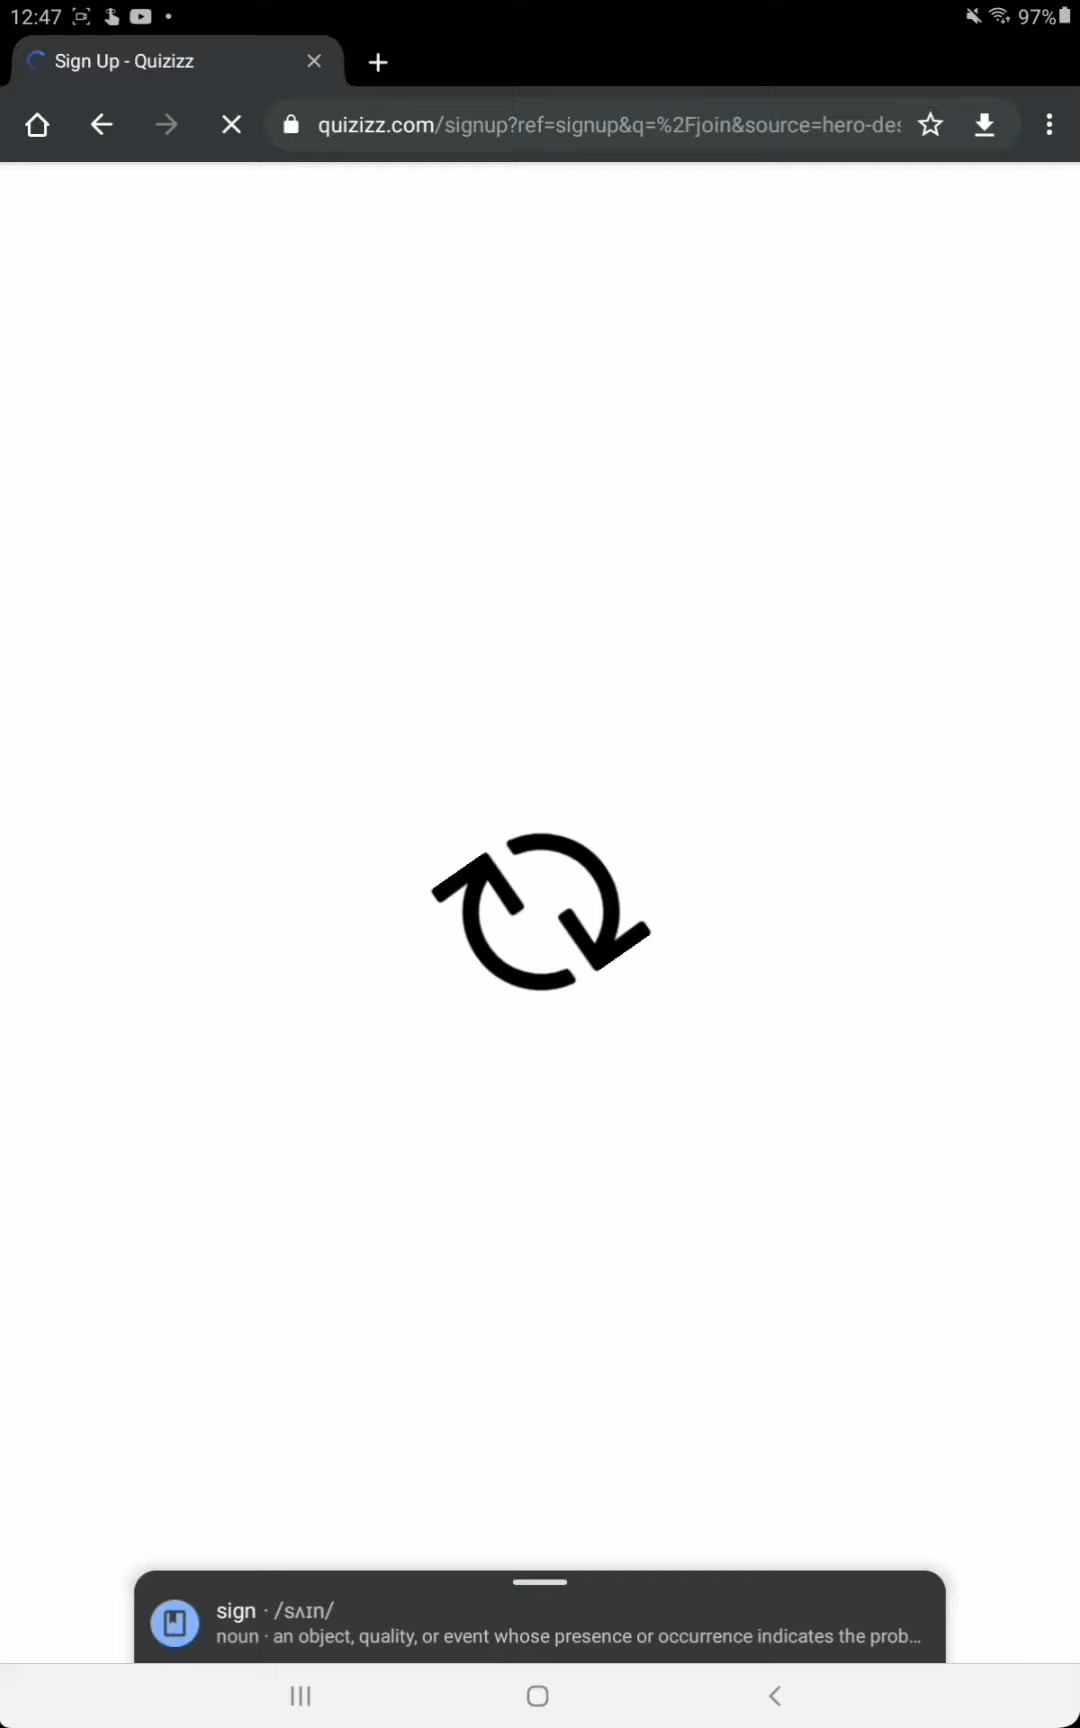 12:47
97%
Sign Up - Quizizz
quizizz.com/signup?ref=signup&q=%2Fjoin&source=hero-des
sign · /sʌɪn/
noun · an object, quality, or event whose presence or occurrence indicates the prob...